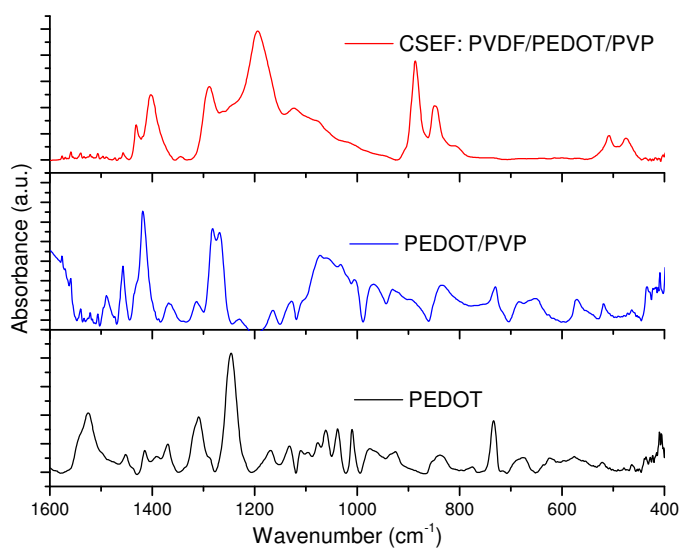 CSEF: PVDF/PEDOT/PVP
PEDOT/PVP
PEDOT
Absorbance (a.u.)
1600 1400 1200 1000 800 600 400
Wavenumber (cm-1)